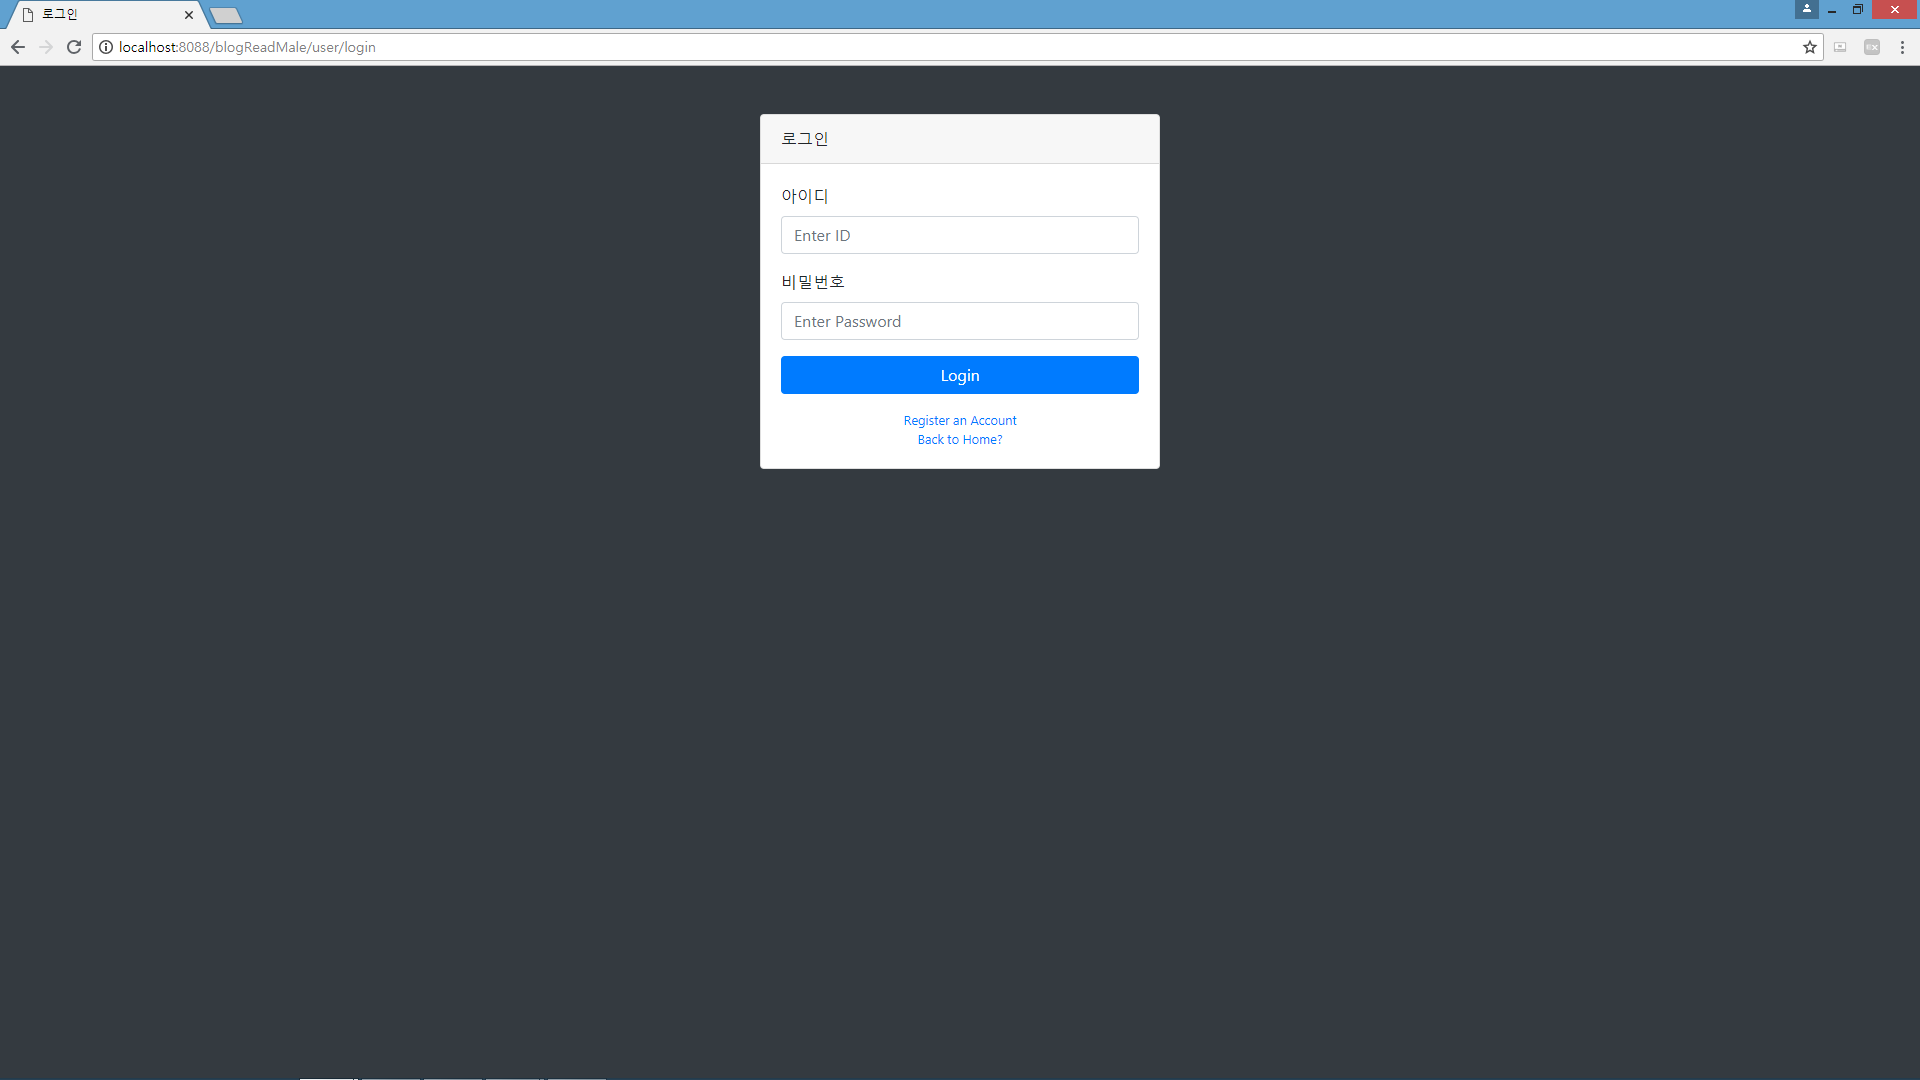 로그인
localhost:8088/blogReadMale/user/login
로그인
아이디
Enter ID
비밀번호
Enter Password
Login
Register an Account
Back to Home?